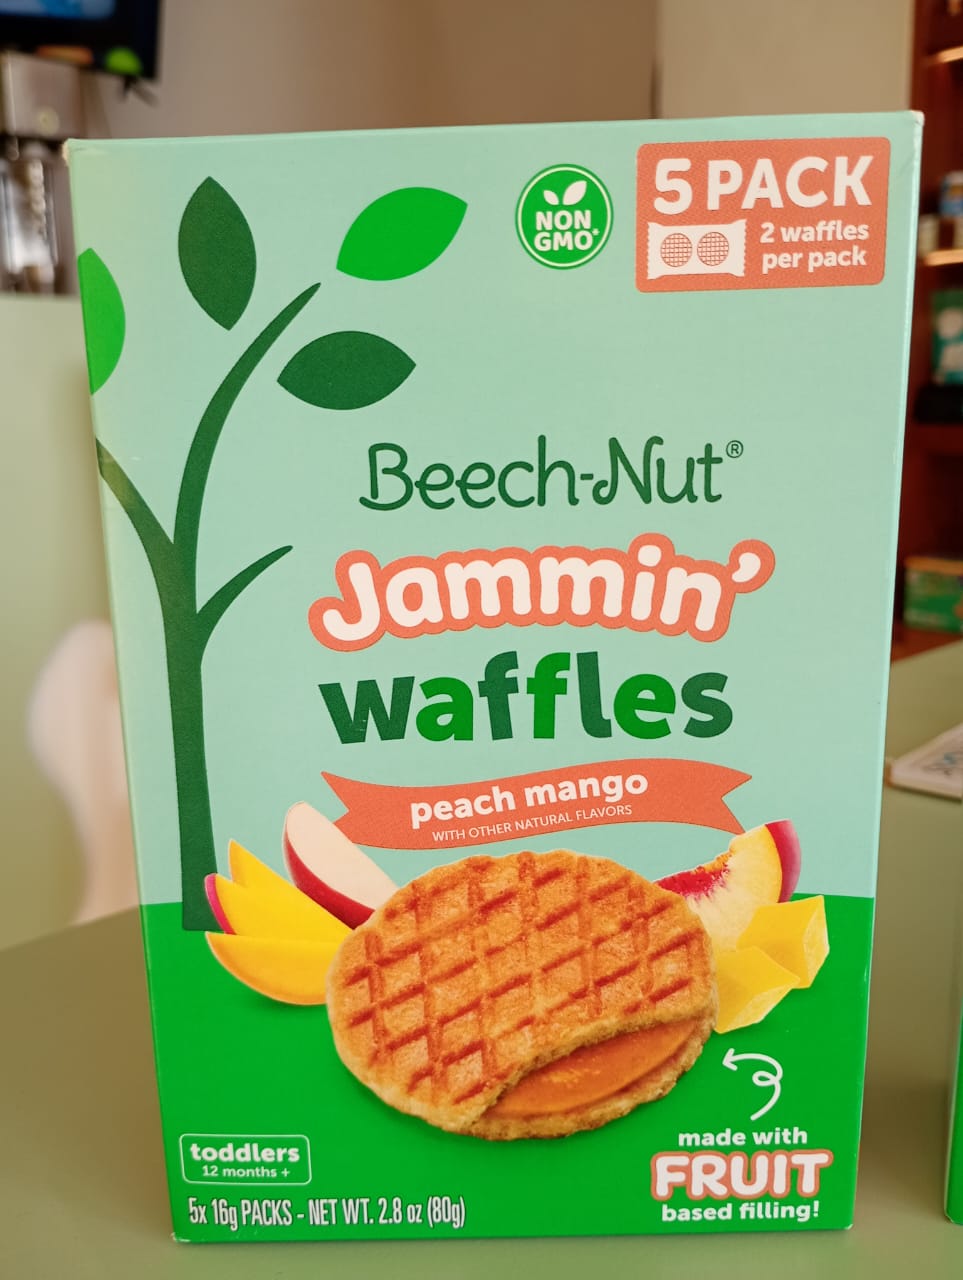 NON
GMO*
5 PACK
2 waffles
per pack
Beech-Nut®
Jammin'
waffles
peach mango
WITH OTHER NATURAL FLAVORS
made with
FRUIT
based filling!
toddlers
12 months +
5x 16g PACKS - NET WT. 2.8 oz (80g)